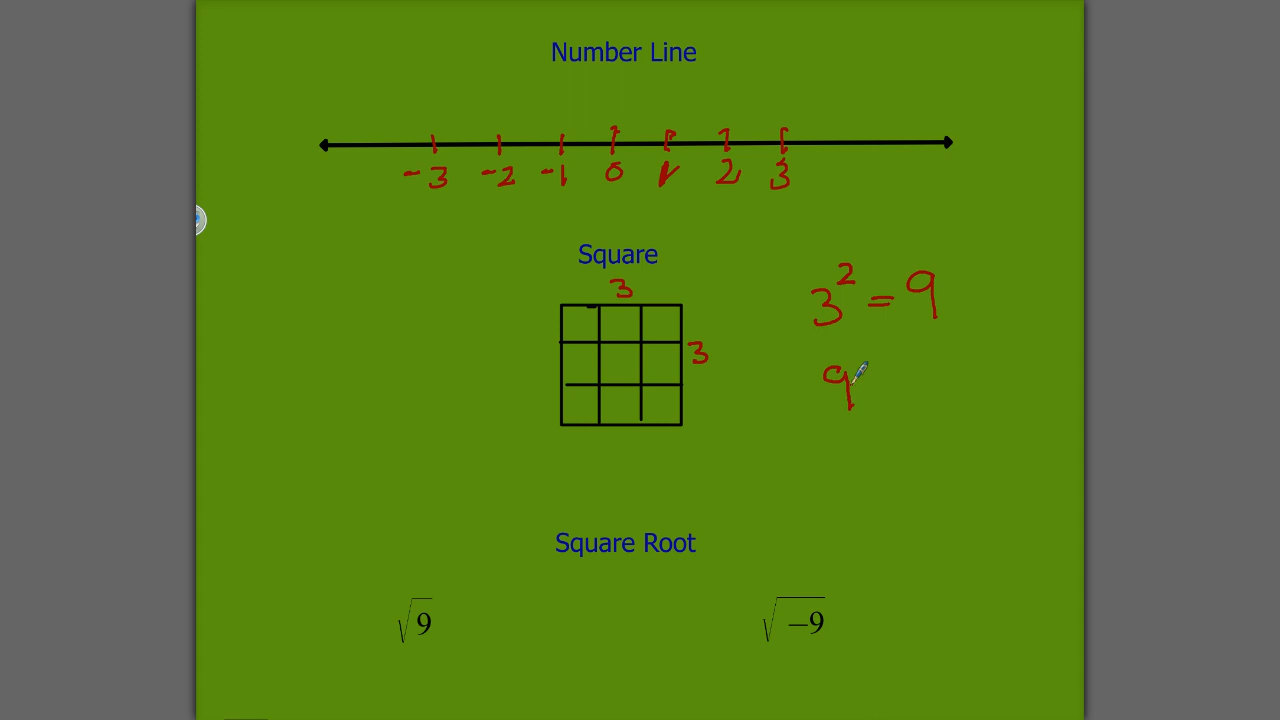 Number Line
-3 -2 -1 0 1 2 3
Square
3
3² = 9
3
9
Square Root
√9 √-9